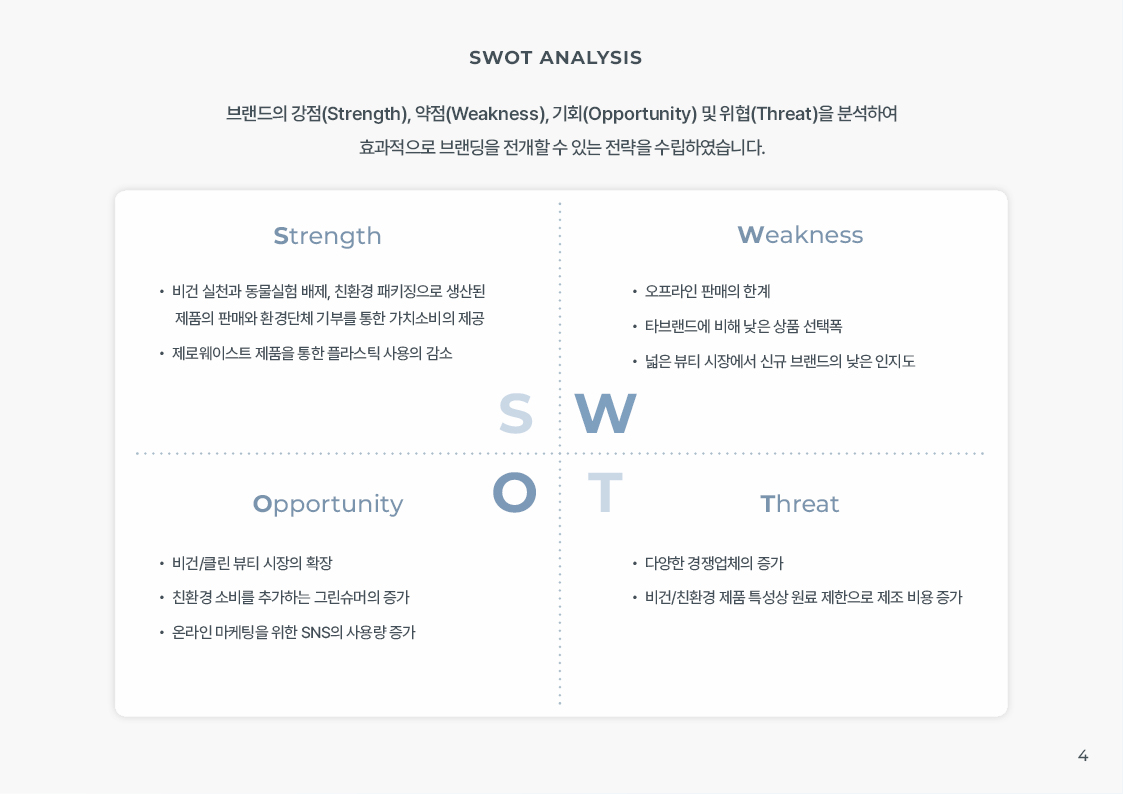 SWOT ANALYSIS
브랜드의 강점(Strength), 약점(Weakness), 기회(Opportunity) 및 위협(Threat)을 분석하여
효과적으로 브랜딩을 전개할 수 있는 전략을 수립하였습니다.
Strength
• 비건 실천과 동물실험 배제, 친환경 패키징으로 생산된
제품의 판매와 환경단체 기부를 통한 가치소비의 제공
• 제로웨이스트 제품을 통한 플라스틱 사용의 감소
Weakness
• 오프라인 판매의 한계
• 타브랜드에 비해 낮은 상품 선택폭
• 넓은 뷰티 시장에서 신규 브랜드의 낮은 인지도
S W
O T
Opportunity
• 비건/클린 뷰티 시장의 확장
• 친환경 소비를 추가하는 그린슈머의 증가
• 온라인 마케팅을 위한 SNS의 사용량 증가
Threat
• 다양한 경쟁업체의 증가
• 비건/친환경 제품 특성상 원료 제한으로 제조 비용 증가
4